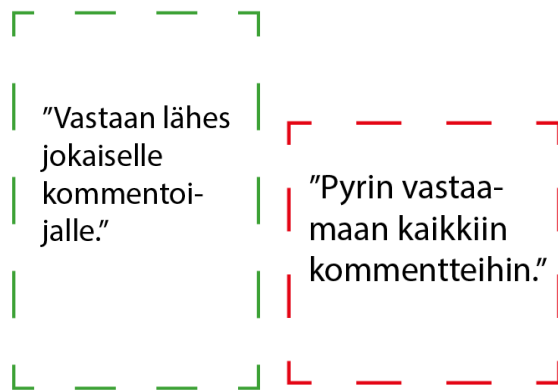 ”Vastaan lähes
jokaiselle
kommentoi-
jalle.”
”Pyrin vastaa-
maan kaikkiin
kommentteihin.”